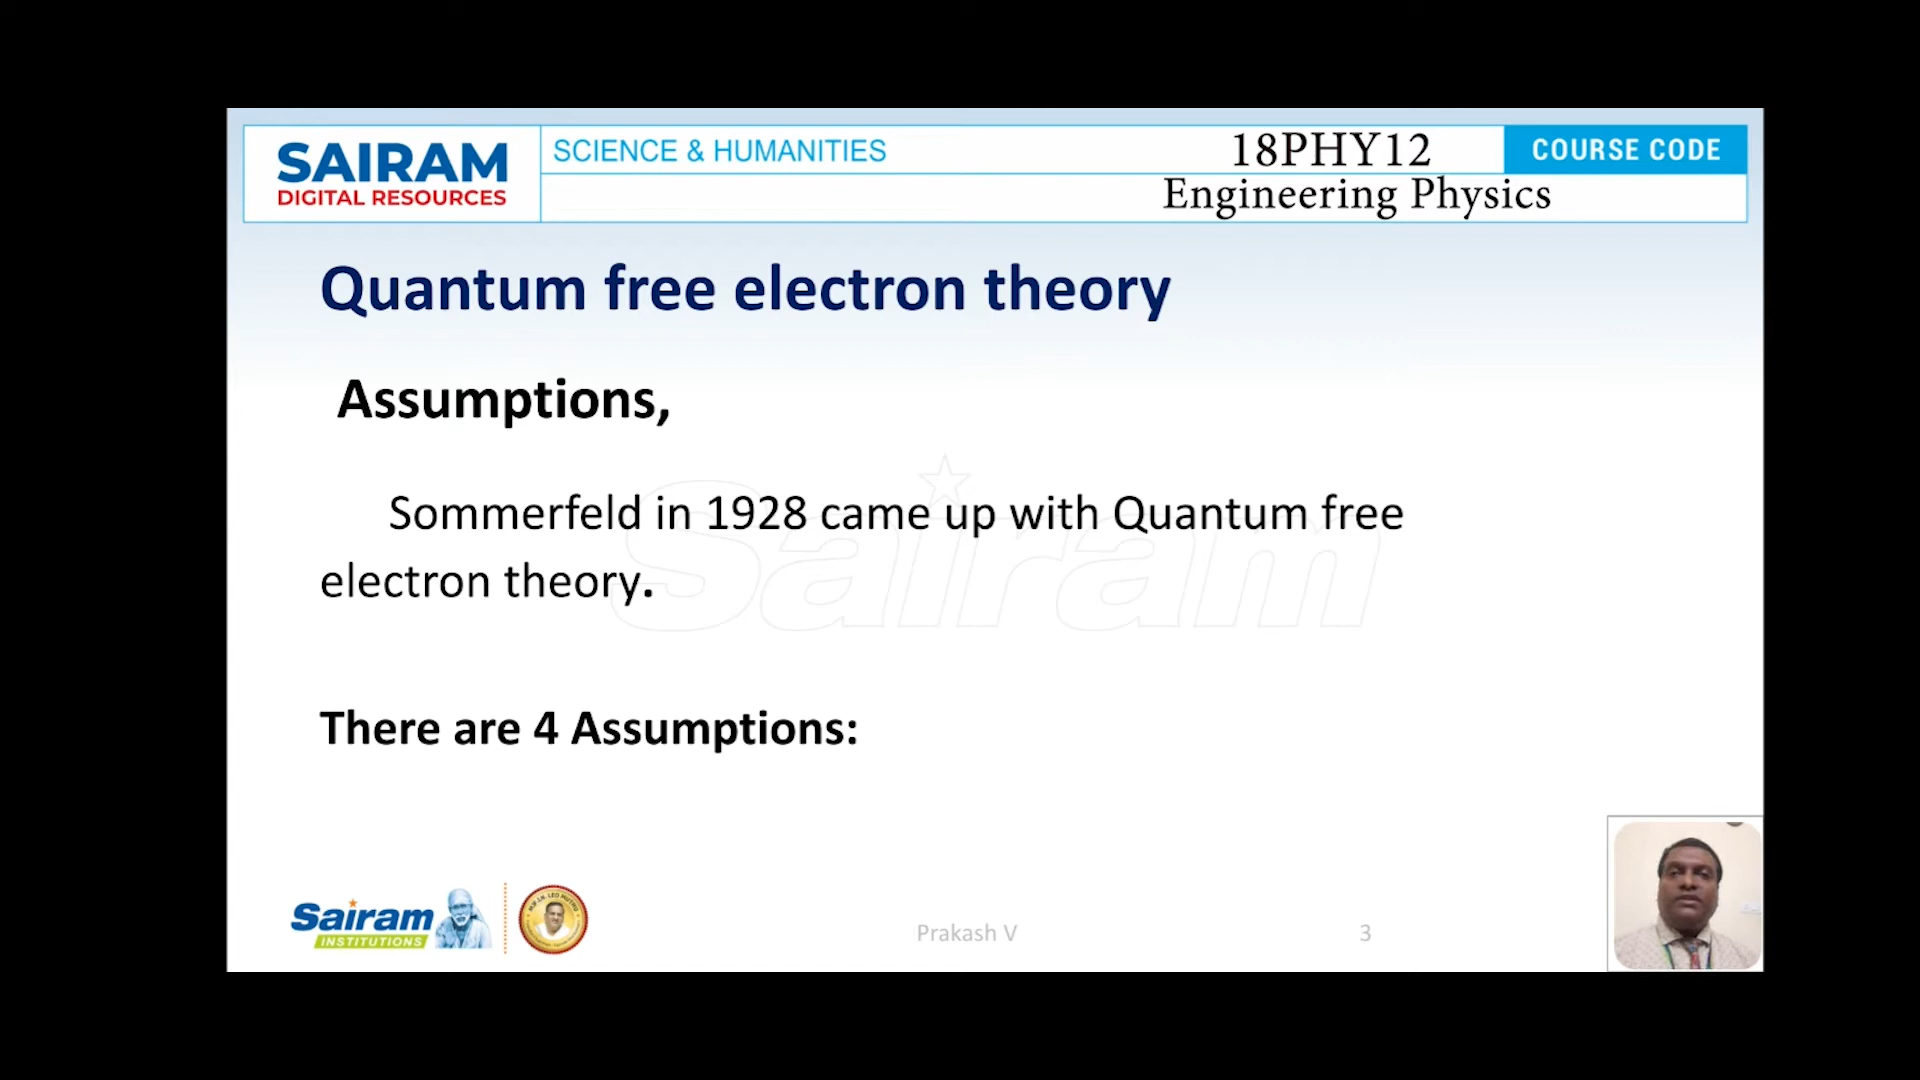 SAIRAM
DIGITAL RESOURCES
SCIENCE & HUMANITIES
18PHY12
COURSE CODE
Engineering Physics
Quantum free electron theory
Assumptions,
Sommerfeld in 1928 came up with Quantum free
electron theory.
Sairam
There are 4 Assumptions:
Sairam
INSTITUTIONS
Prakash V
3